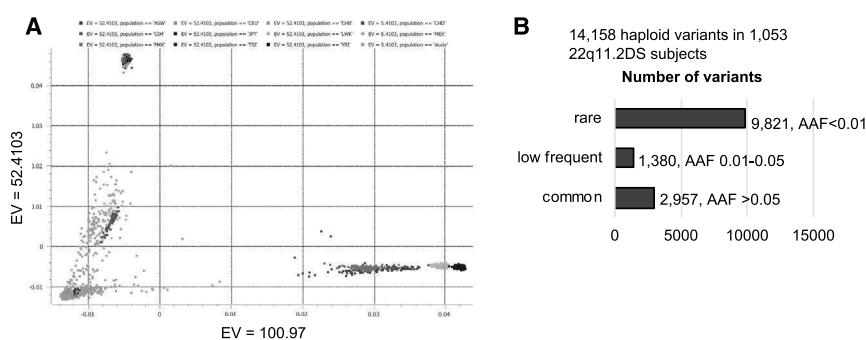 A
EV = 52.4103, population == 'ASW' EV = 52.4103, population == 'CEU' EV = 52.4103, population == 'CHB' EV = 5.4103, population == 'CHD'
EV = 52.4103, population == 'GIH' EV = 52.4103, population == 'JPT' EV = 52.4103, population == 'LWK' EV = 5.4103, population == 'MEX'
EV = 52.4103, population == 'MKK' EV = 52.4103, population == 'TSI' EV = 52.4103, population == 'YRI' EV = 5.4103, population == 'study'
EV = 52.4103
0.04
0.03
0.02
0.01
0
-0.01
-0.01 0 0.01 0.02 0.03 0.04
EV = 100.97
B
14,158 haploid variants in 1,053
22q11.2DS subjects
Number of variants
rare 9,821, AAF<0.01
low frequent 1,380, AAF 0.01-0.05
common 2,957, AAF >0.05
0 5000 10000 15000